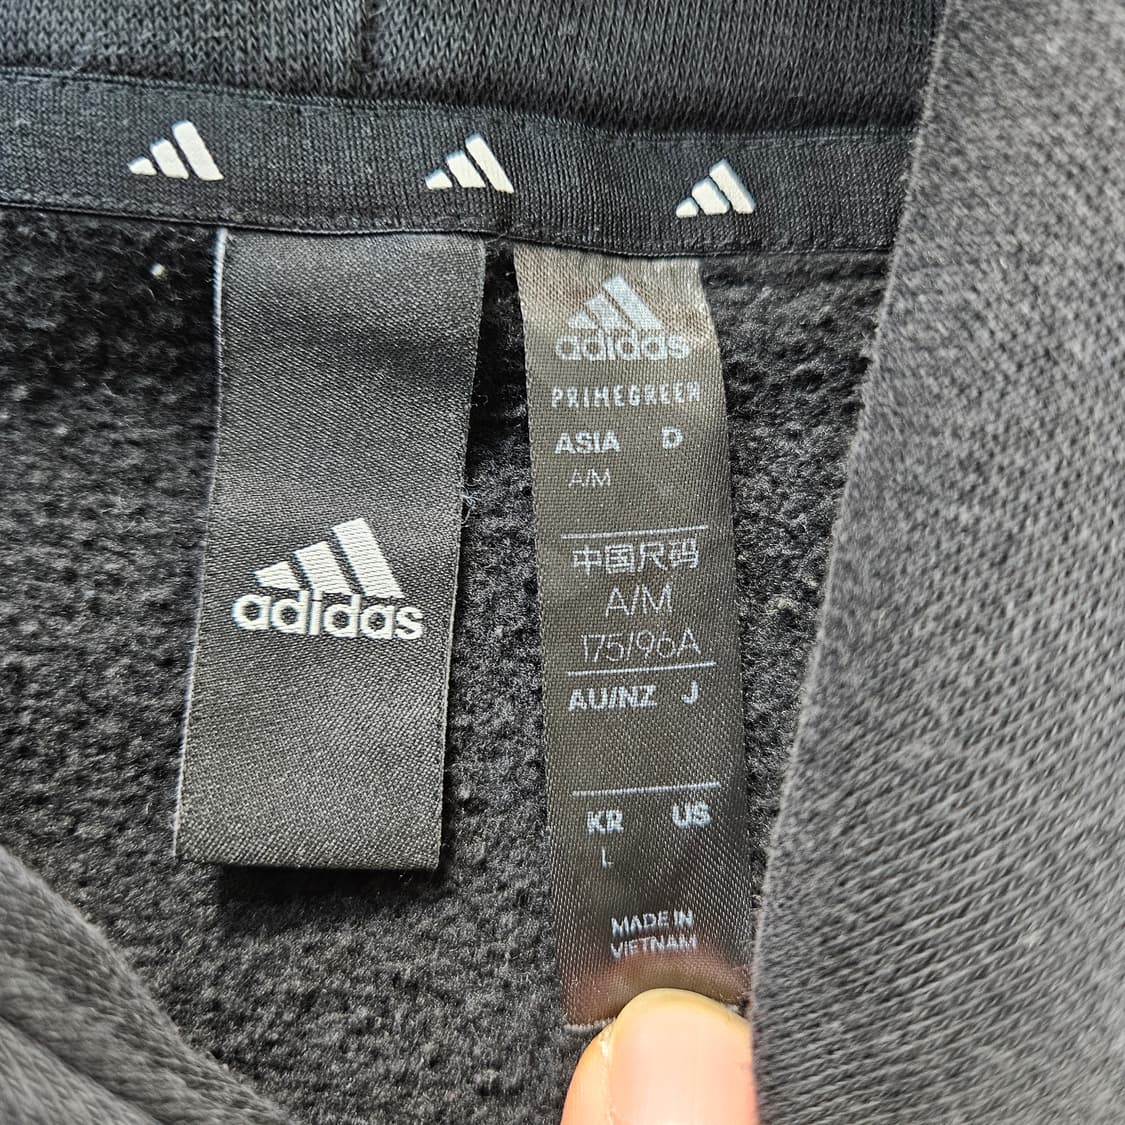 adidas
adidas
PRIMEGREEN
ASIA D
A/M
中国尺码
A/M
175/96A
AU/NZ J
KR US
L
MADE IN
VIETNAM